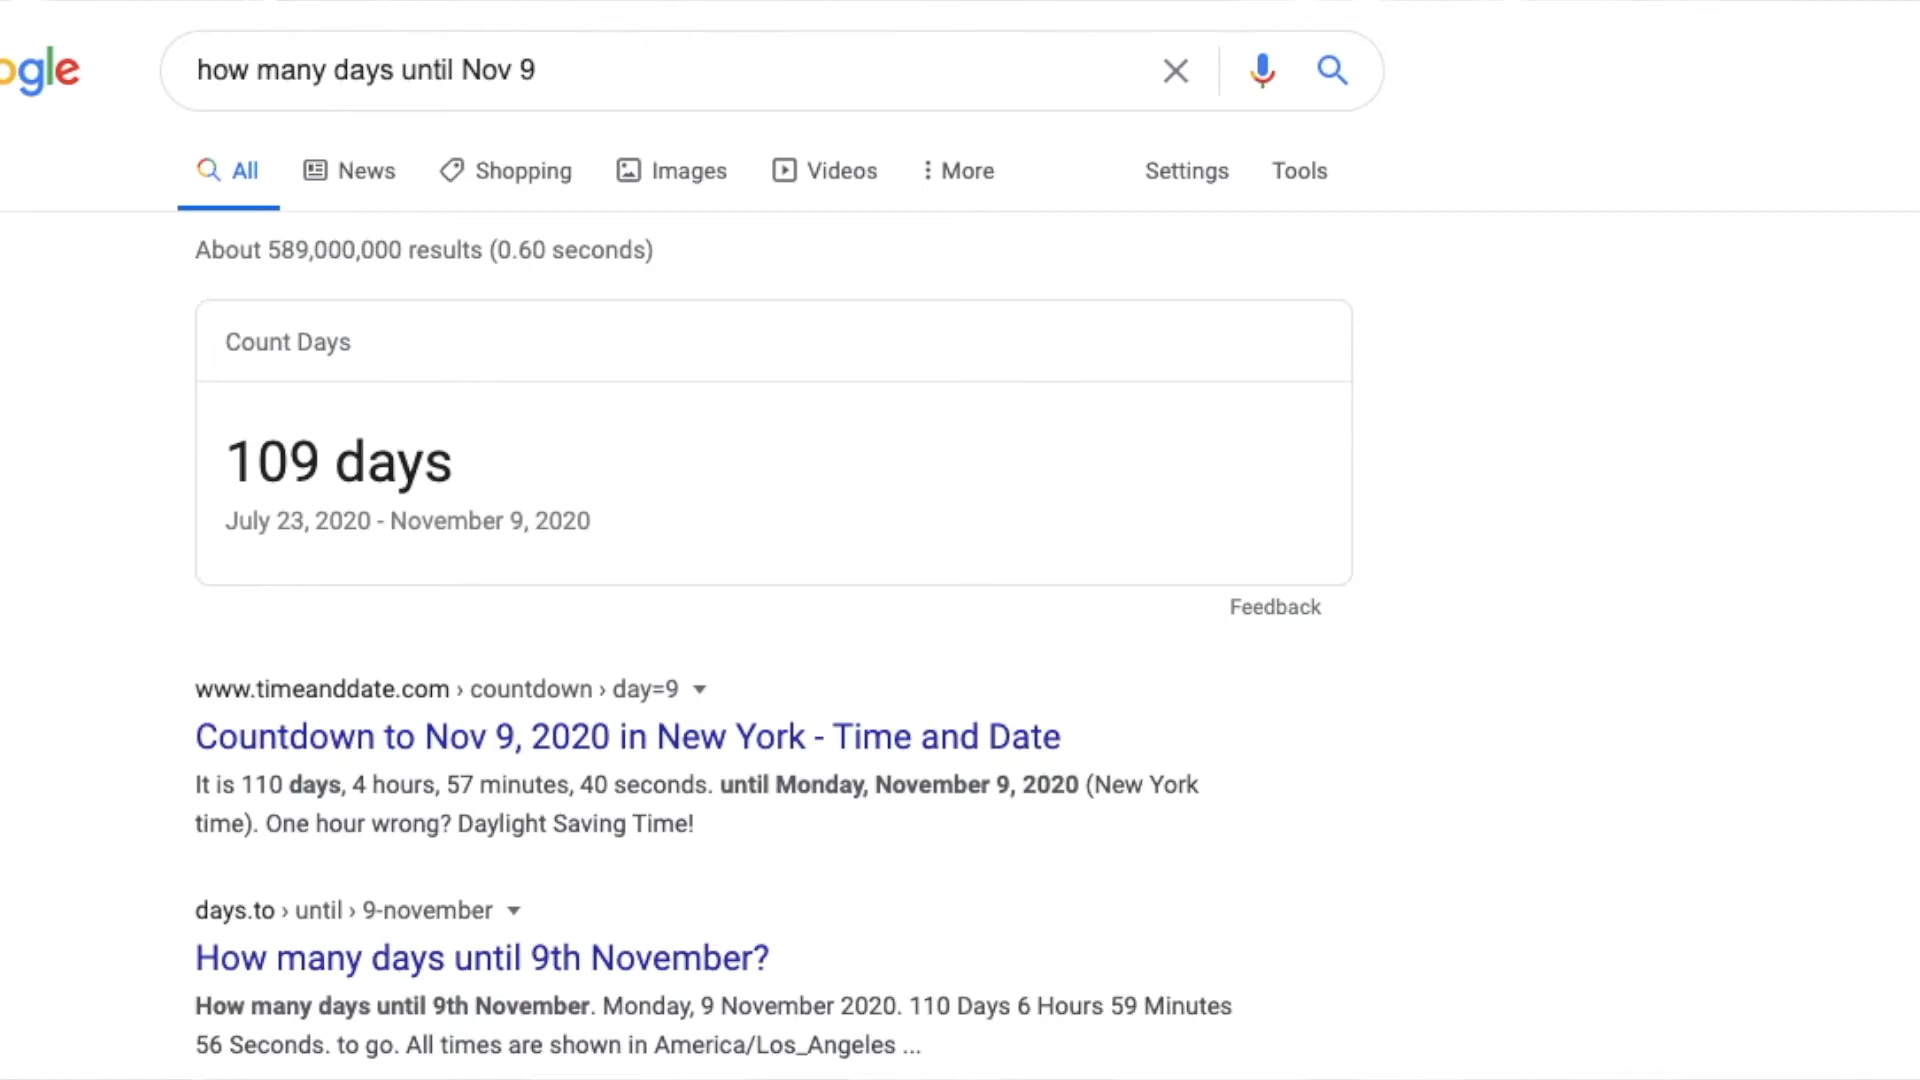 ogle
how many days until Nov 9
All News Shopping Images Videos More Settings Tools
About 589,000,000 results (0.60 seconds)
Count Days
109 days
July 23, 2020 - November 9, 2020
Feedback
www.timeanddate.com › countdown › day=9
Countdown to Nov 9, 2020 in New York - Time and Date
It is 110 days, 4 hours, 57 minutes, 40 seconds. until Monday, November 9, 2020 (New York
time). One hour wrong? Daylight Saving Time!
days.to › until › 9-november
How many days until 9th November?
How many days until 9th November. Monday, 9 November 2020. 110 Days 6 Hours 59 Minutes
56 Seconds. to go. All times are shown in America/Los_Angeles ...